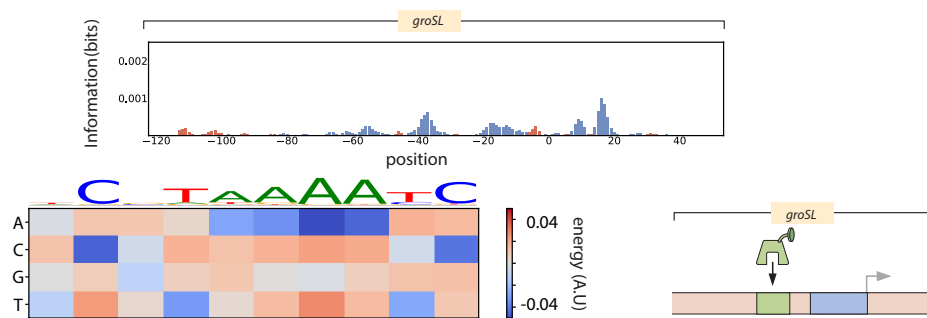 groSL
Information(bits)
0.002
0.001
−120 −100 −80 −60 −40 −20 0 20 40
position
C T A A A A T C
A
C
G
T
0.04
-0.04
energy (A.U)
groSL